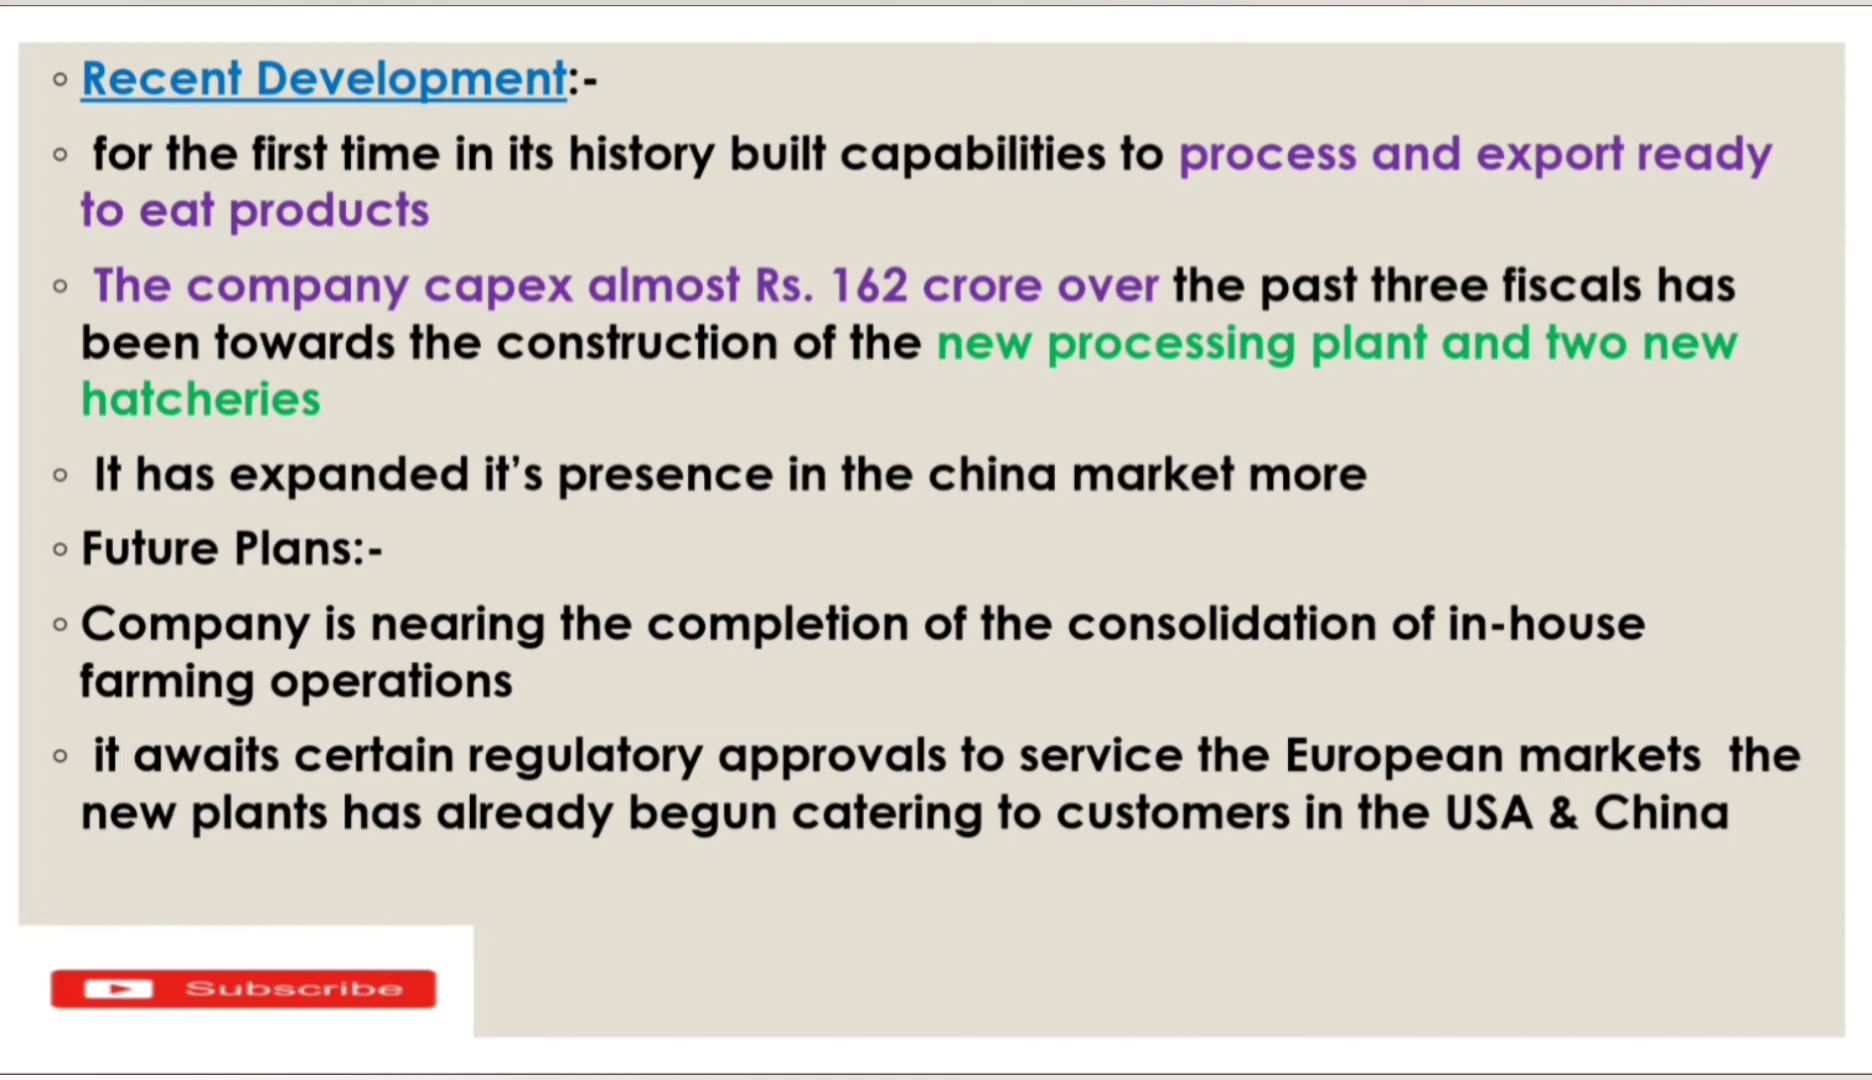 Recent Development:-
for the first time in its history built capabilities to process and export ready
to eat products
The company capex almost Rs. 162 crore over the past three fiscals has
been towards the construction of the new processing plant and two new
hatcheries
It has expanded it’s presence in the china market more
Future Plans:-
Company is nearing the completion of the consolidation of in-house
farming operations
it awaits certain regulatory approvals to service the European markets the
new plants has already begun catering to customers in the USA & China
Subscribe